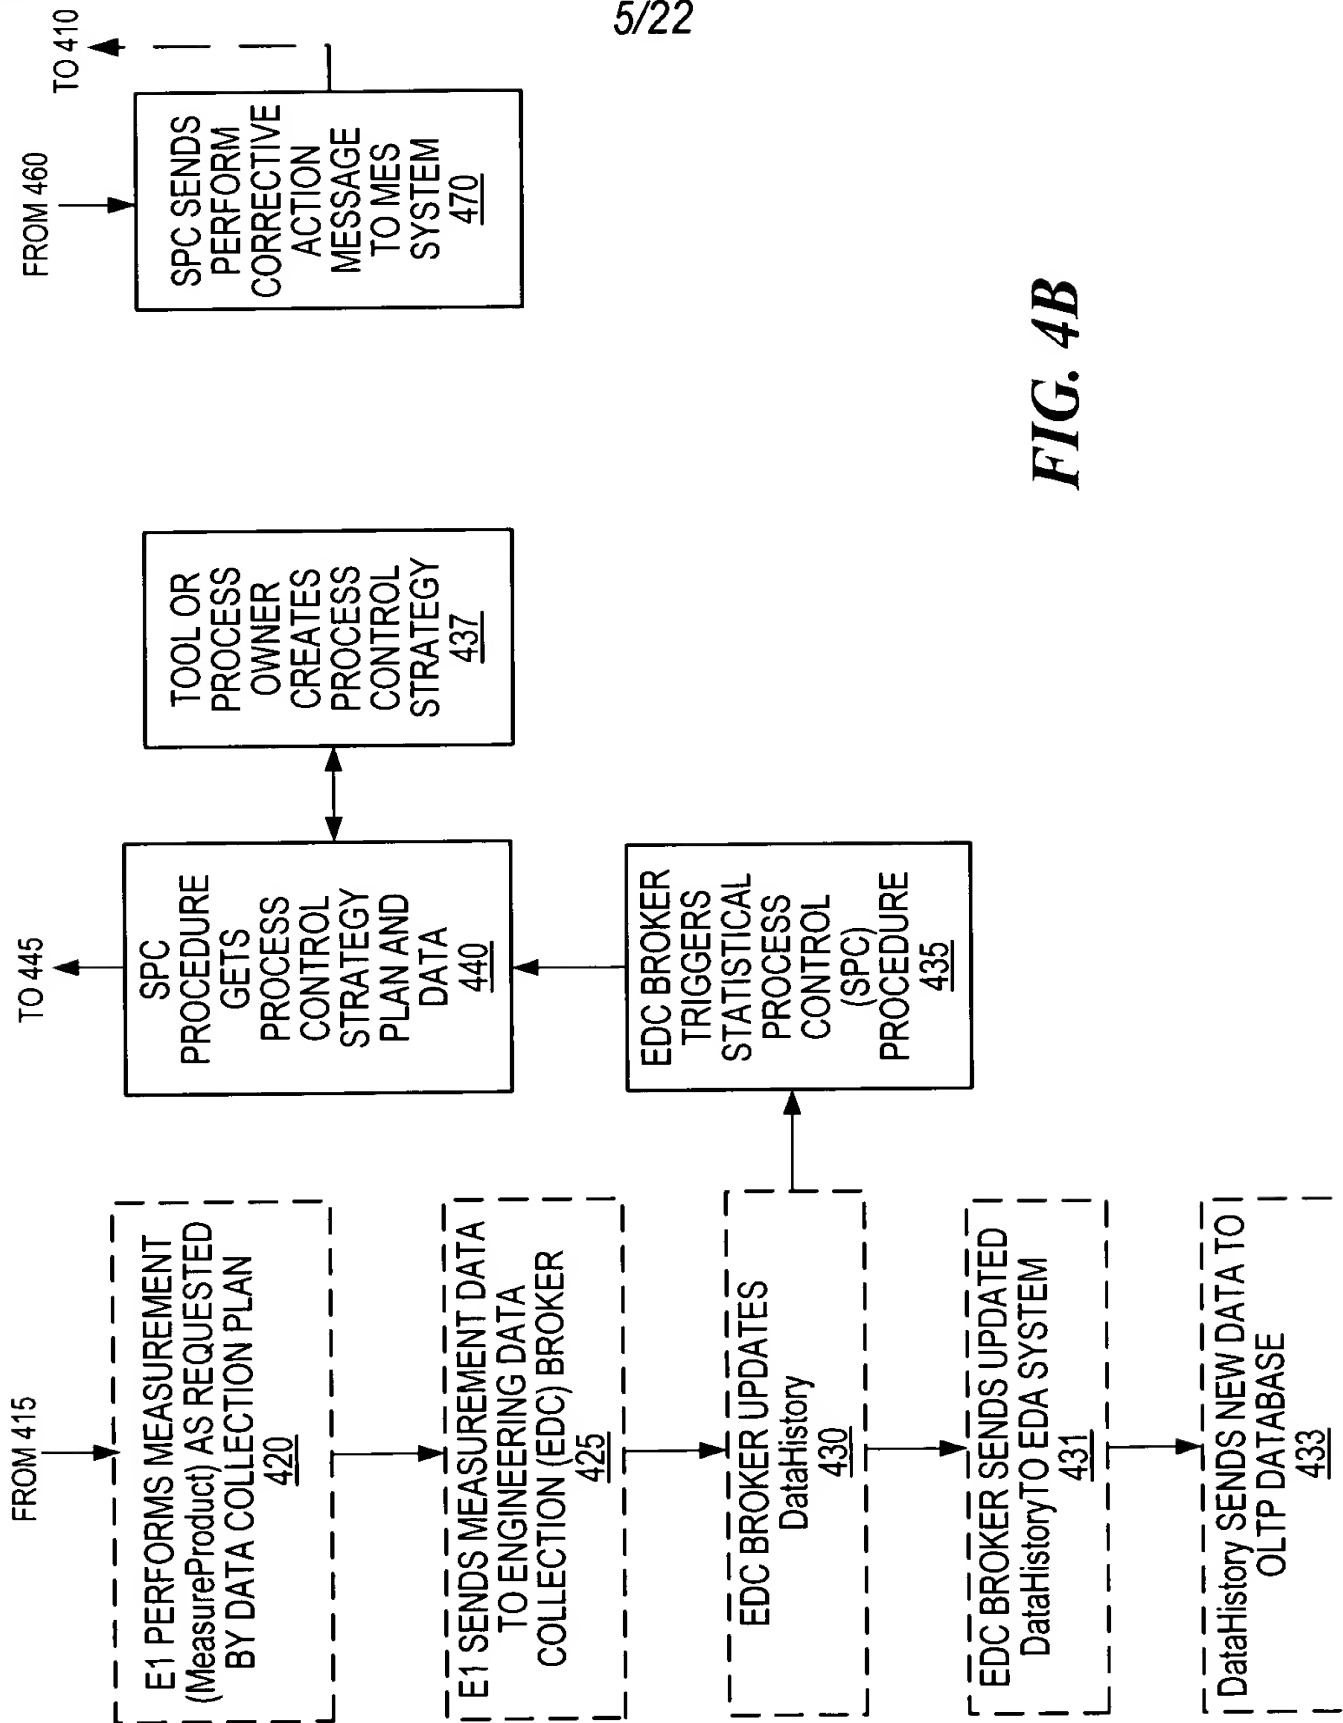 5/22
FROM 415
E1 PERFORMS MEASUREMENT
(MeasureProduct) AS REQUESTED
BY DATA COLLECTION PLAN
420
E1 SENDS MEASUREMENT DATA
TO ENGINEERING DATA
COLLECTION (EDC) BROKER
425
EDC BROKER UPDATES
DataHistory
430
EDC BROKER SENDS UPDATED
DataHistoryTO EDA SYSTEM
431
DataHistory SENDS NEW DATA TO
OLTP DATABASE
433
TO 445
SPC
PROCEDURE
GETS
PROCESS
CONTROL
STRATEGY
PLAN AND
DATA
440
EDC BROKER
TRIGGERS
STATISTICAL
PROCESS
CONTROL
(SPC)
PROCEDURE
435
TOOL OR
PROCESS
OWNER
CREATES
PROCESS
CONTROL
STRATEGY
437
FROM 460
TO 410
SPC SENDS
PERFORM
CORRECTIVE
ACTION
MESSAGE
TO MES
SYSTEM
470
FIG. 4B